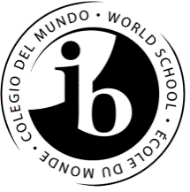 COLEGIO DEL MUNDO · WORLD SCHOOL · ÉCOLE DU MONDE ·
ib